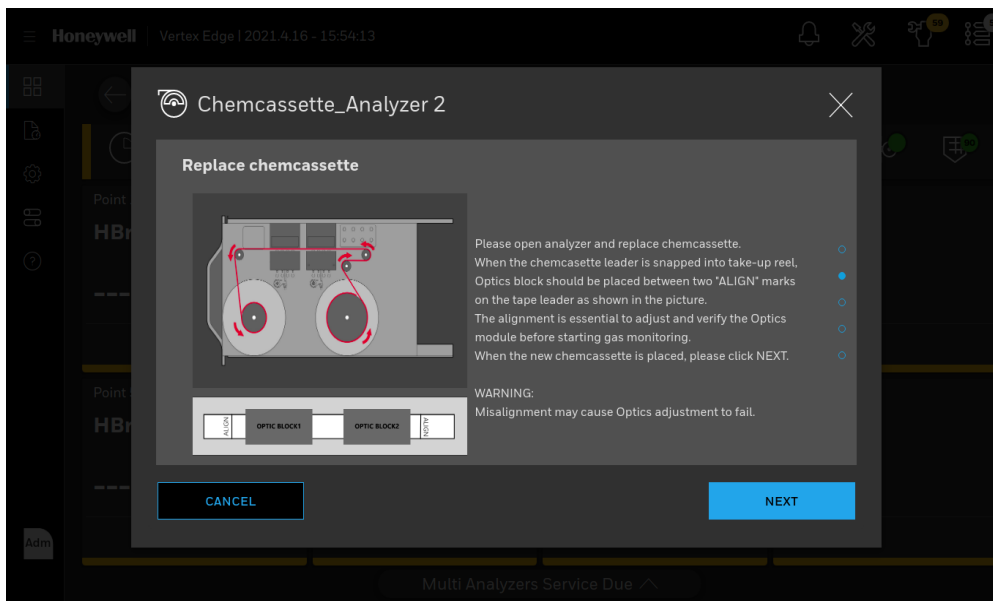 Honeywell
Vertex Edge | 2021.4.16 - 15:54:13
59
Chemcassette_Analyzer 2
Replace chemcassette
Point
HBr
Please open analyzer and replace chemcassette.
When the chemcasette leader is snapped into take-up reel,
Optics block should be placed between two "ALIGN" marks
on the tape leader as shown in the picture.
The alignment is essential to adjust and verify the Optics
module before starting gas monitoring.
When the new chemcassette is placed, please click NEXT.
WARNING:
Misalignment may cause Optics adjustment to fail.
ALIGN
OPTIC BLOCK1
OPTIC BLOCK2
ALIGN
Point
HBr
---
CANCEL
NEXT
Adm
Multi Analyzers Service Due